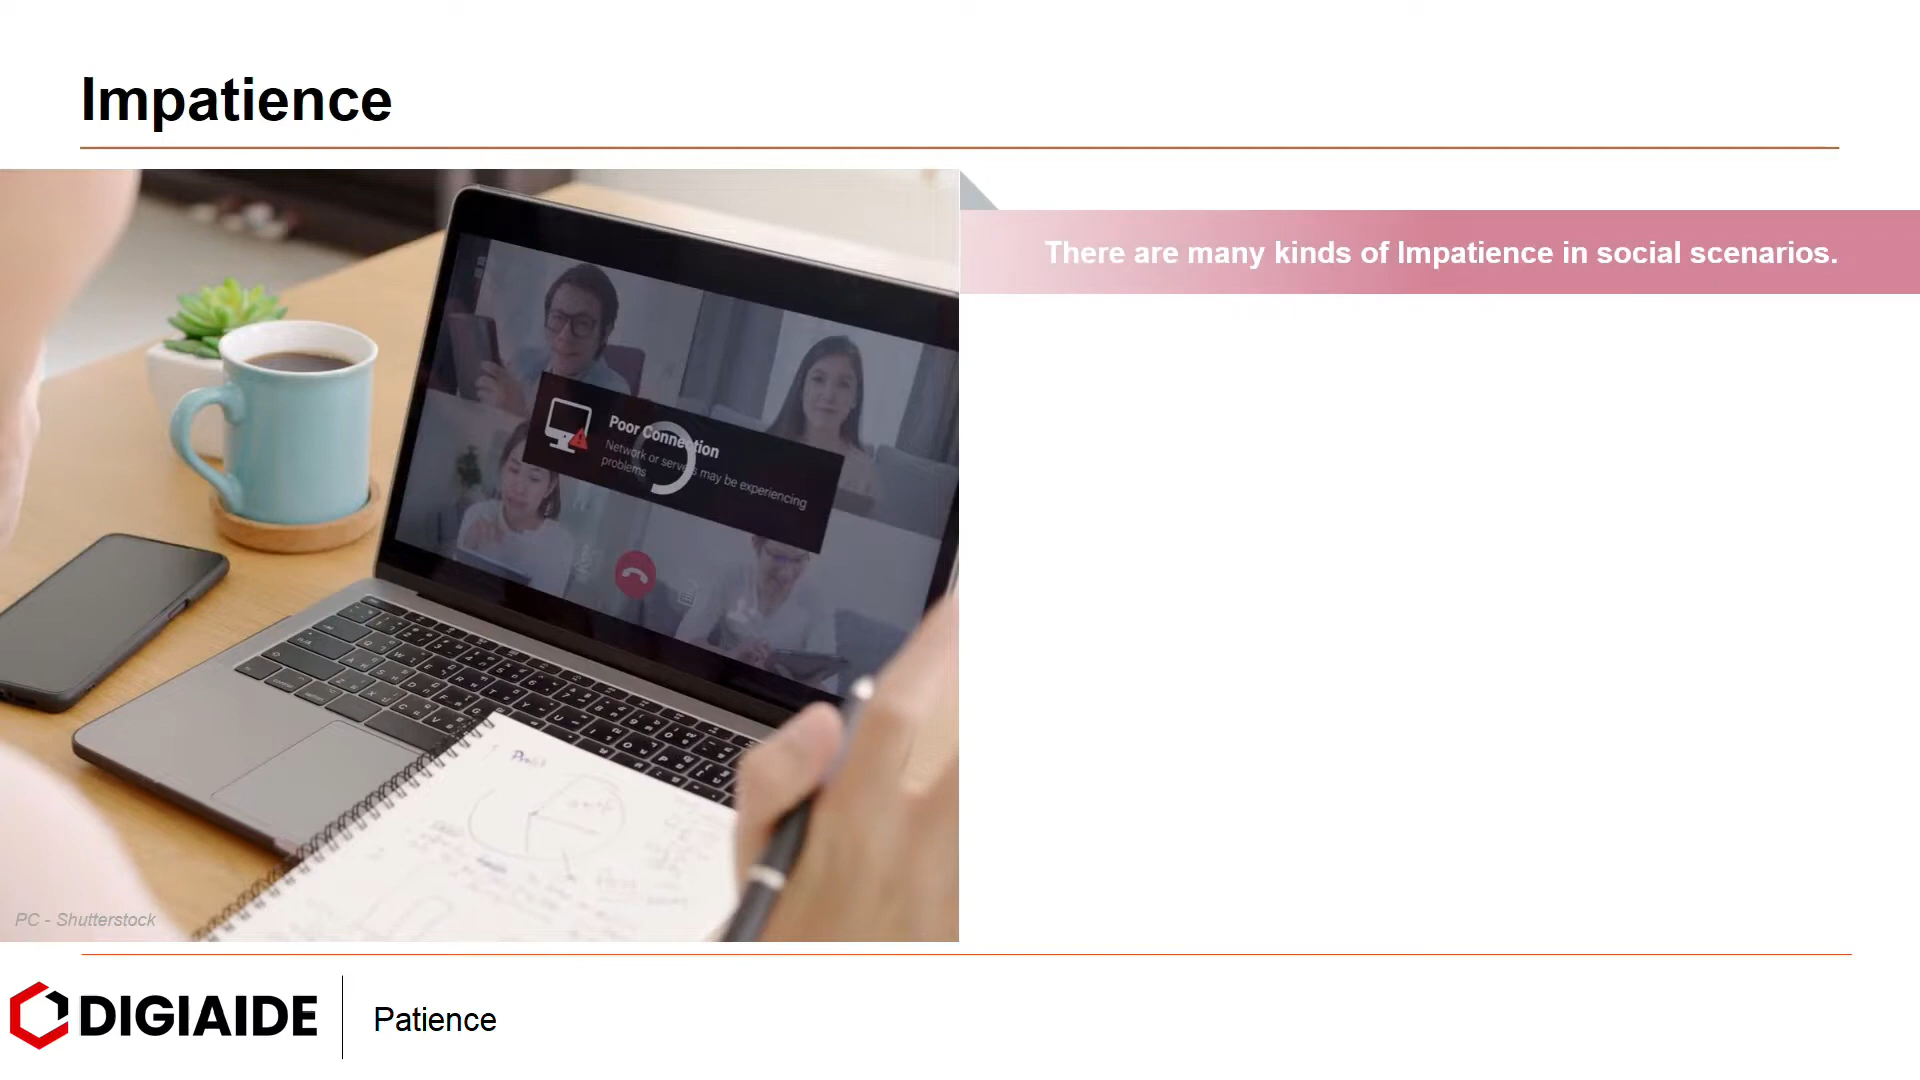 Impatience
There are many kinds of Impatience in social scenarios.
Poor Connection
Network or servers may be experiencing
problems
PC - Shutterstock
DIGIAIDE
Patience